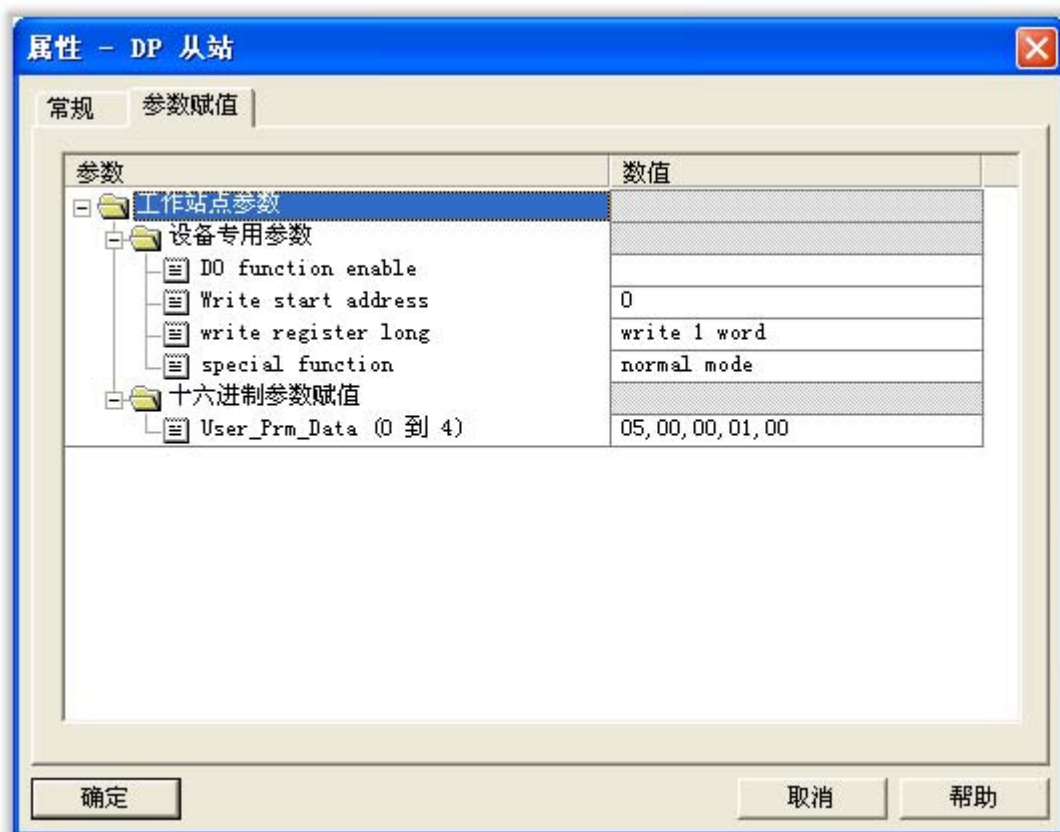 属性 - DP 从站
常规 参数赋值
参数 数值
工作站点参数
设备专用参数
DO function enable
Write start address 0
write register long write 1 word
special function normal mode
十六进制参数赋值
User_Prm_Data (0 到 4) 05,00,00,01,00
确定 取消 帮助